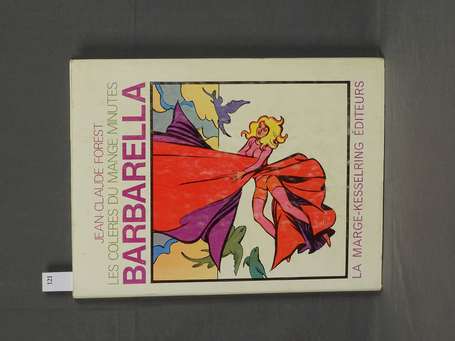 JEAN-CLAUDE FOREST
LES COLÈRES DU MANGE MINUTES
BARBARELLA
LA MARGE-KESSELRING ÉDITEURS
121